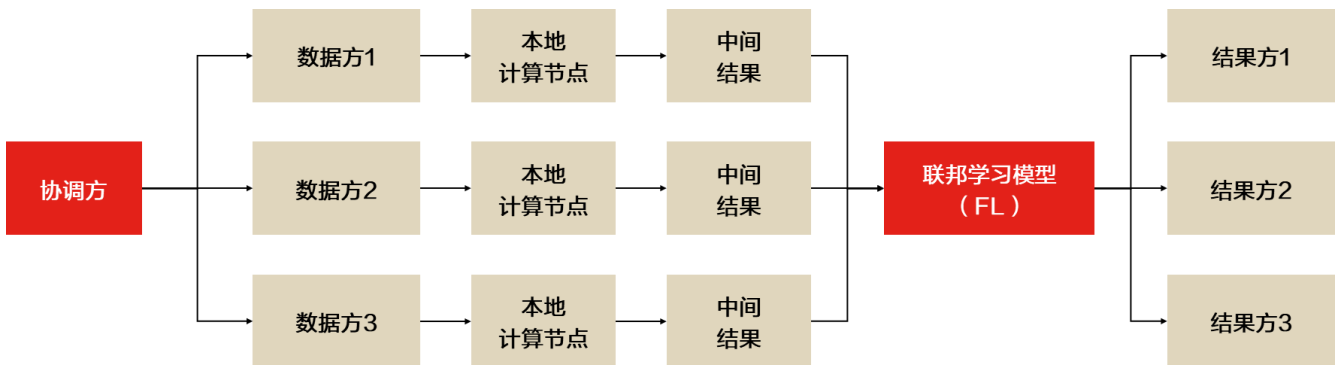 协调方
数据方1
本地
计算节点
中间
结果
数据方2
本地
计算节点
中间
结果
数据方3
本地
计算节点
中间
结果
联邦学习模型
（FL）
结果方1
结果方2
结果方3